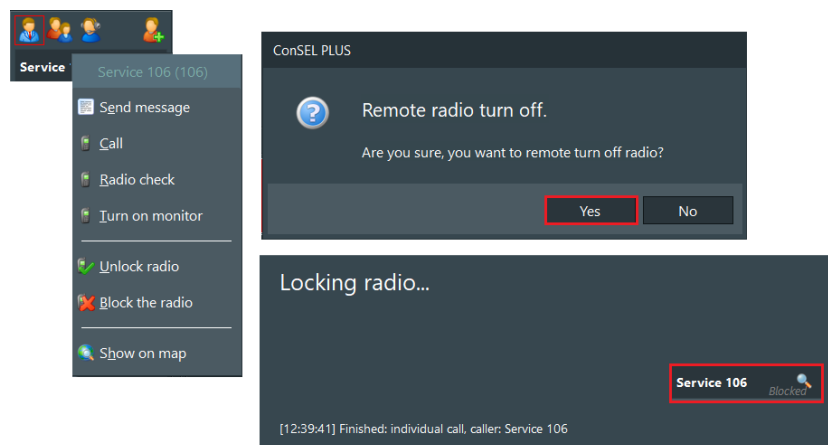 Service
Service 106 (106)
Send message
Call
Radio check
Turn on monitor
Unlock radio
Block the radio
Show on map
ConSEL PLUS
Remote radio turn off.
Are you sure, you want to remote turn off radio?
Yes
No
Locking radio...
Service 106
Blocked
[12:39:41] Finished: individual call, caller: Service 106